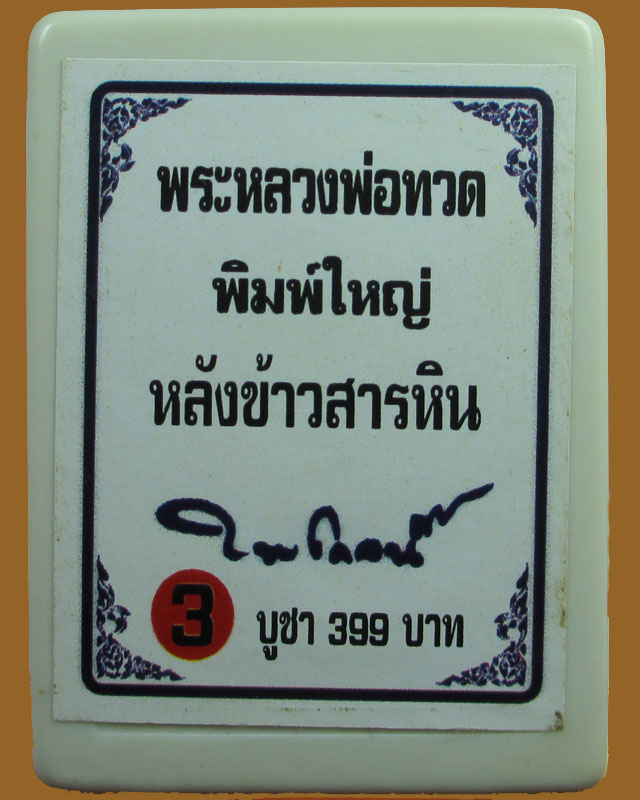 พระหลวงพ่อทวด
พิมพ์ใหญ่
หลังข้าวสารหิน
3 บูชา 399 บาท